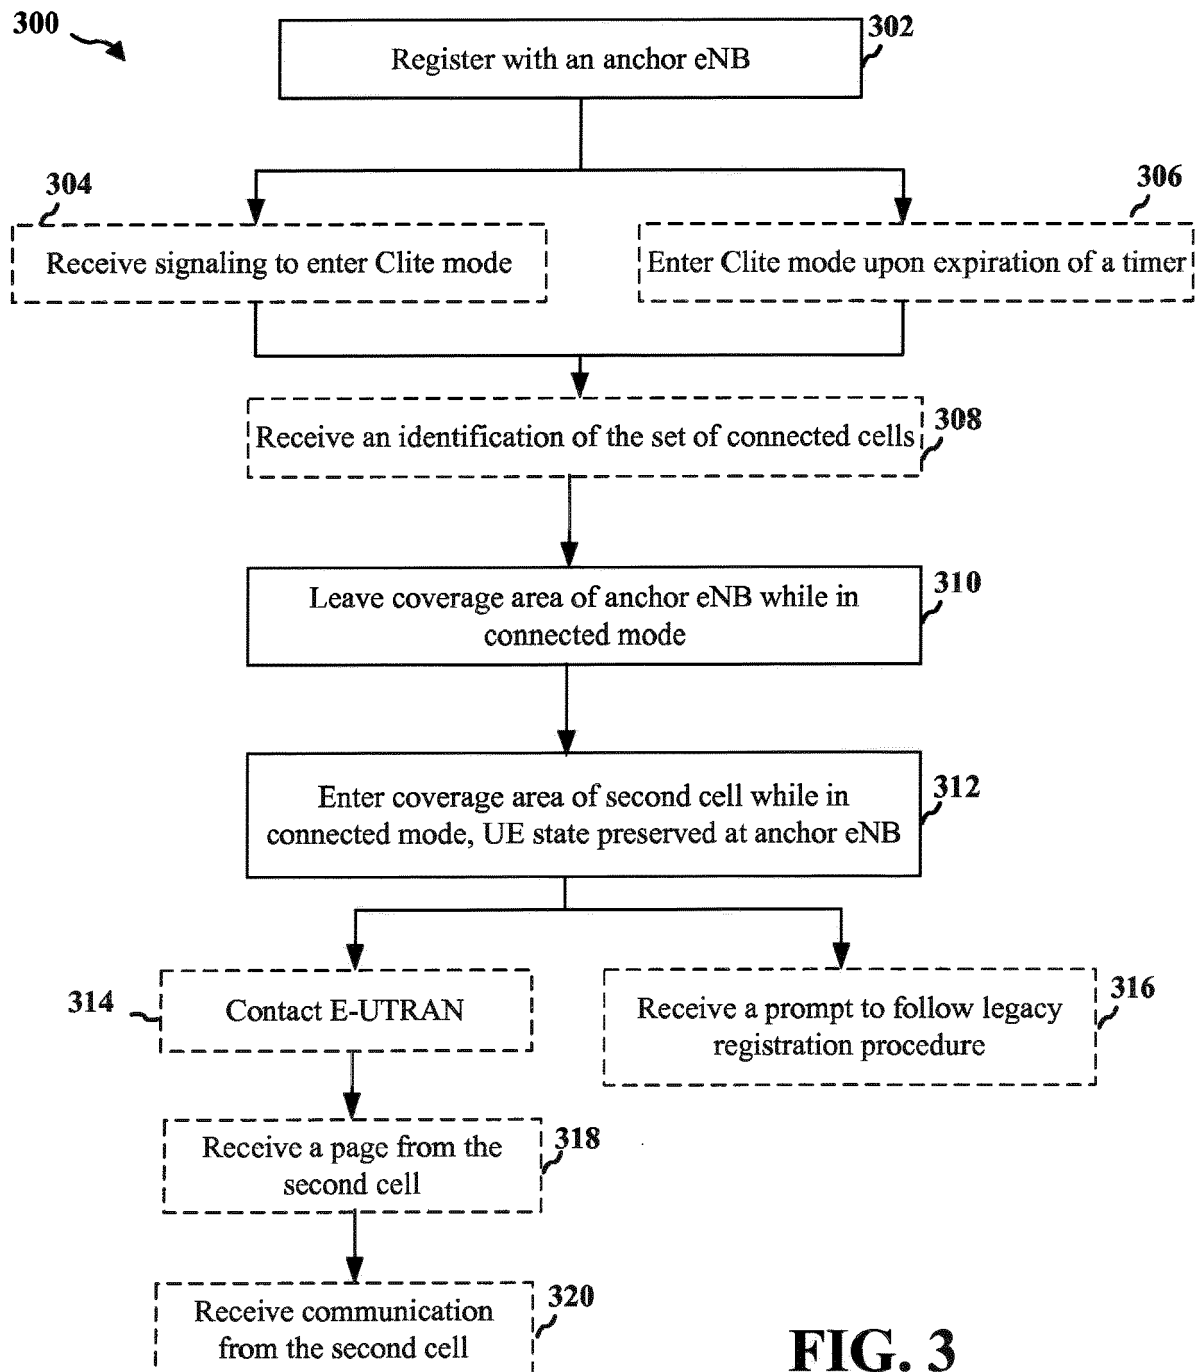 300
302
Register with an anchor eNB
304
306
Receive signaling to enter Clite mode
Enter Clite mode upon expiration of a timer
Receive an identification of the set of connected cells
308
Leave coverage area of anchor eNB while in
connected mode
310
Enter coverage area of second cell while in
connected mode, UE state preserved at anchor eNB
312
314
Contact E-UTRAN
Receive a prompt to follow legacy
registration procedure
316
Receive a page from the
second cell
318
Receive communication
from the second cell
320
FIG. 3